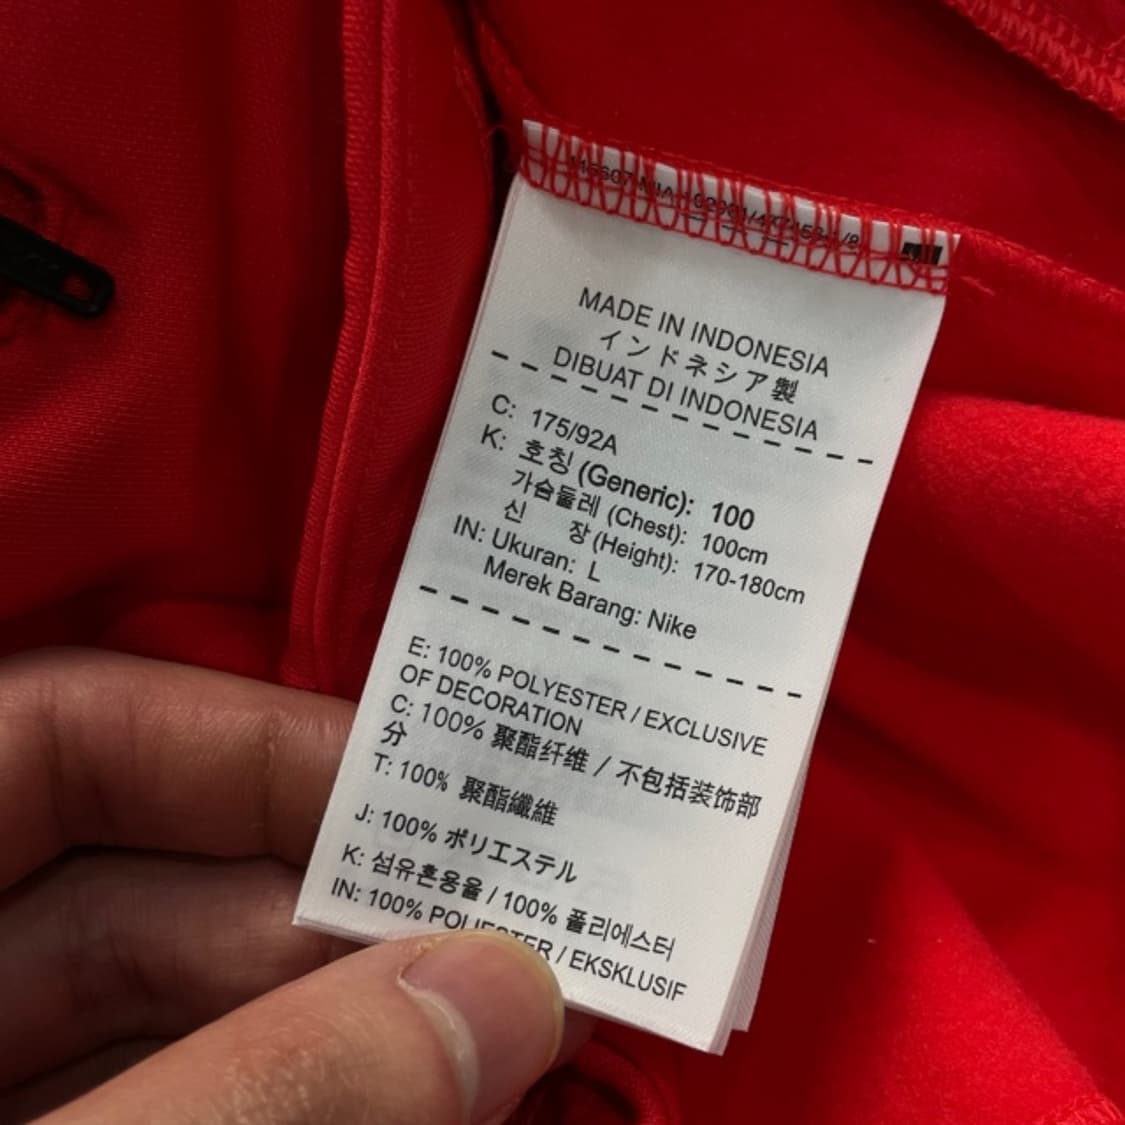 MADE IN INDONESIA
インドネシア製
DIBUAT DI INDONESIA
C: 175/92A
K: 호칭 (Generic): 100
가슴둘레 (Chest): 100cm
신 장 (Height): 170-180cm
IN: Ukuran: L
Merek Barang: Nike
E: 100% POLYESTER / EXCLUSIVE
OF DECORATION
C: 100% 聚酯纤维 / 不包括装饰部
分
T: 100% 聚酯纖維
J: 100% ポリエステル
K: 섬유혼용율 / 100% 폴리에스터
IN: 100% POLIESTER / EKSKLUSIF